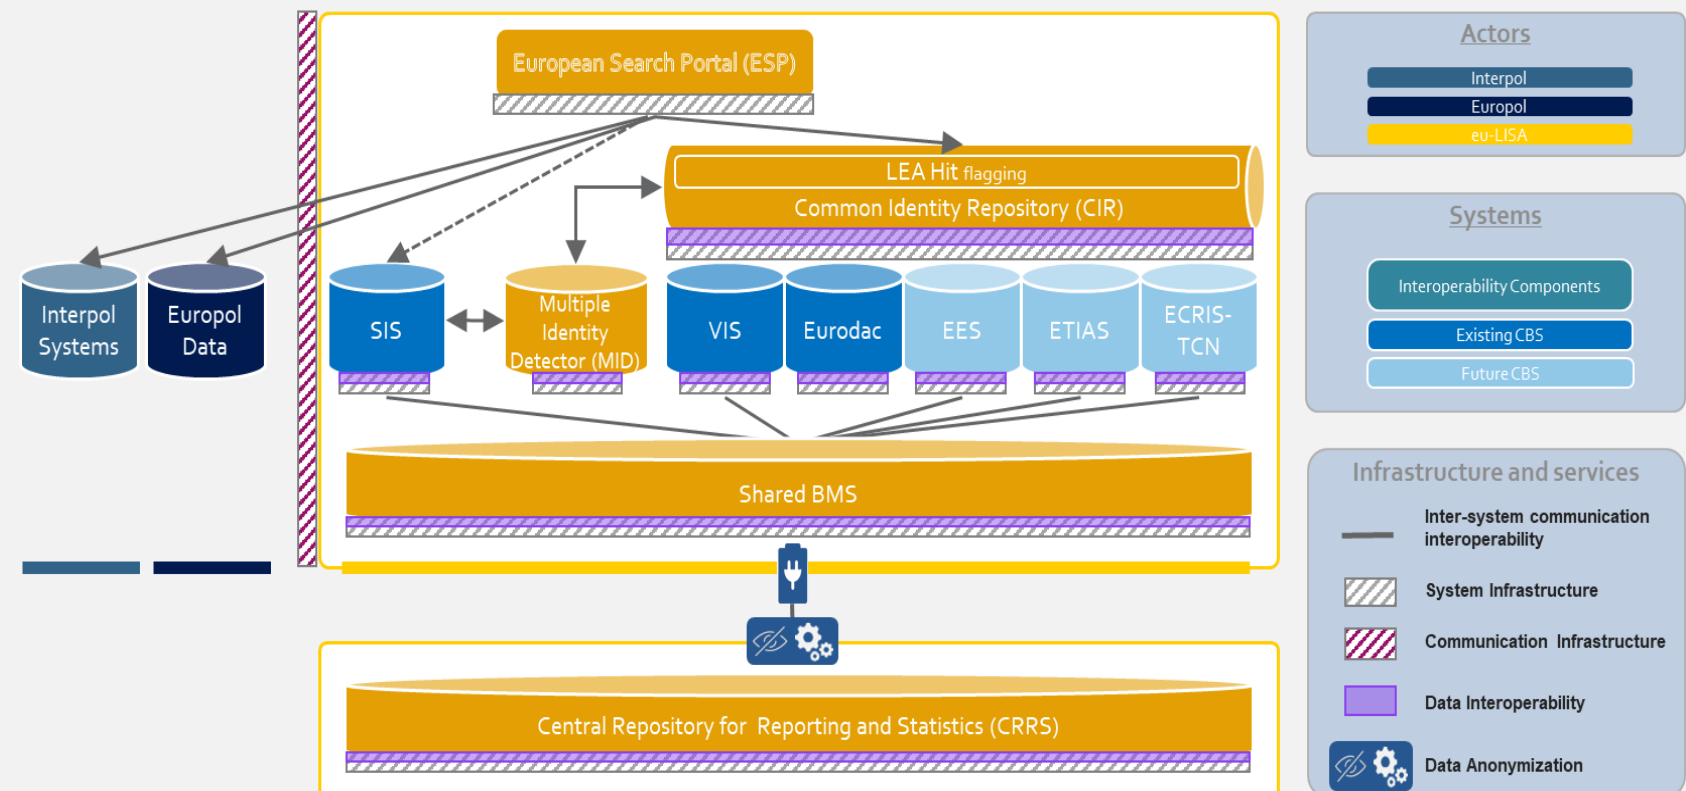 European Search Portal (ESP)
LEA Hit flagging
Common Identity Repository (CIR)
Interpol
Systems
Europol
Data
SIS
Multiple
Identity
Detector (MID)
VIS
Eurodac
EES
ETIAS
ECRIS-
TCN
Shared BMS
Central Repository for Reporting and Statistics (CRRS)
Actors
Interpol
Europol
eu-LISA
Systems
Interoperability Components
Existing CBS
Future CBS
Infrastructure and services
Inter-system communication
interoperability
System Infrastructure
Communication Infrastructure
Data Interoperability
Data Anonymization